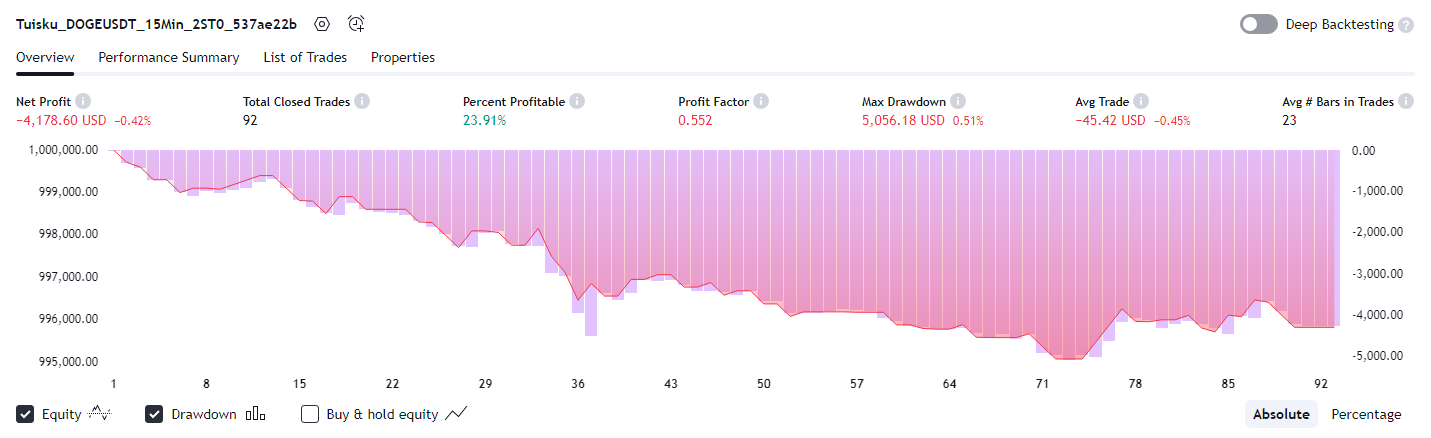 Tuisku_DOGEUSDT_15Min_2ST0_537ae22b
Deep Backtesting ?
Overview Performance Summary List of Trades Properties
Net Profit Total Closed Trades Percent Profitable Profit Factor Max Drawdown Avg Trade Avg # Bars in Trades
−4,178.60 USD −0.42% 92 23.91% 0.552 5,056.18 USD 0.51% −45.42 USD −0.45% 23
1,000,000.00 0.00
999,000.00 -1,000.00
998,000.00 -2,000.00
997,000.00 -3,000.00
996,000.00 -4,000.00
995,000.00 -5,000.00
1 8 15 22 29 36 43 50 57 64 71 78 85 92
Equity Drawdown Buy & hold equity Absolute Percentage